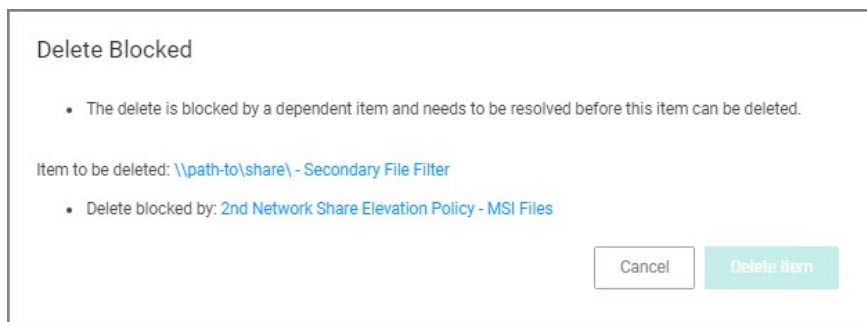 Delete Blocked
• The delete is blocked by a dependent item and needs to be resolved before this item can be deleted.
Item to be deleted: \\path-to\share\ - Secondary File Filter
• Delete blocked by: 2nd Network Share Elevation Policy - MSI Files
Cancel Delete Item